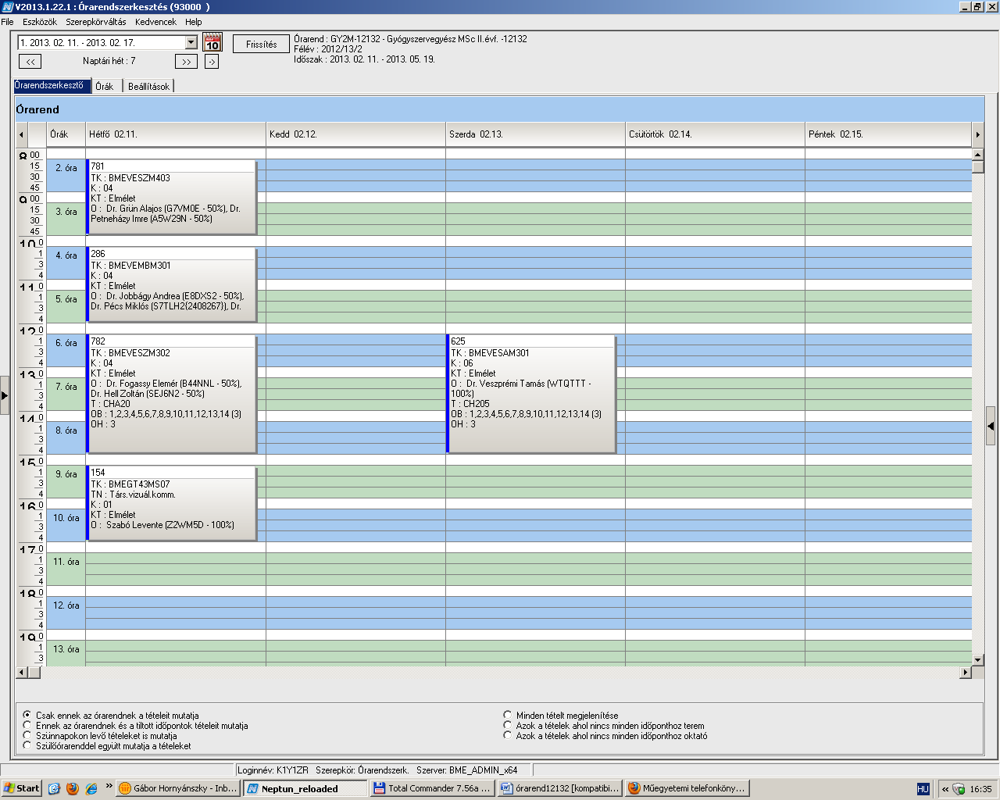 V2013.1.22.1 : Órarendszerkesztés (93000 )
File Eszközök Szerepkörváltás Kedvencek Help
1. 2013. 02. 11. - 2013. 02. 17.
10
Frissítés
Órarend : GY2M-12132 - Gyógyszervegyész MSc II.évf. -12132
Félév : 2012/13/2
Időszak : 2013. 02. 11. - 2013. 05. 19.
<< Naptári hét : 7 >> ->
Órarendszerkesztő Órák Beállítások
Órarend
Órák Hétfő 02.11. Kedd 02.12. Szerda 02.13. Csütörtök 02.14. Péntek 02.15.
8 00
15
30
45
2. óra
781
TK : BMEVESZM403
K : 04
KT : Elmélet
O : Dr. Grün Alajos (G7VM0E - 50%), Dr.
Petneházy Imre (A5W29N - 50%)
9 00
15
30
45
3. óra
10 0
1
3
4
4. óra
286
TK : BMEVEMBM301
K : 04
KT : Elmélet
O : Dr. Jobbágy Andrea (E8DXS2 - 50%),
Dr. Pécs Miklós (S7TLH2{2408267}), Dr.
11 0
1
3
4
5. óra
12 0
1
3
4
6. óra
782
TK : BMEVESZM302
K : 04
KT : Elmélet
O : Dr. Fogassy Elemér (B44NNL - 50%),
Dr. Hell Zoltán (SEJ6N2 - 50%)
T : CHA20
OB : 1,2,3,4,5,6,7,8,9,10,11,12,13,14 (3)
OH : 3
625
TK : BMEVESAM301
K : 06
KT : Elmélet
O : Dr. Veszprémi Tamás (WTQTTT -
100%)
T : CH205
OB : 1,2,3,4,5,6,7,8,9,10,11,12,13,14 (3)
OH : 3
13 0
1
3
4
7. óra
14 0
1
3
4
8. óra
15 0
1
3
4
9. óra
154
TK : BMEGT43MS07
TN : Társ.vizuál.komm.
K : 01
KT : Elmélet
O : Szabó Levente (Z2WM5D - 100%)
16 0
1
3
4
10. óra
17 0
1
3
4
11. óra
18 0
1
3
4
12. óra
19 0
1
3
13. óra
Csak ennek az órarendnek a tételeit mutatja
Ennek az órarendnek és a tiltott időpontok tételeit mutatja
Szünnapokon levő tételeket is mutatja
Szülőórarenddel együtt mutatja a tételeket
Minden tételt megjelenítése
Azok a tételek ahol nincs minden időponthoz terem
Azok a tételek ahol nincs minden időponthoz oktató
Loginnév: K1Y1ZR Szerepkör: Órarendszerk. Szerver: BME_ADMIN_x64
Start » Gábor Hornyánszky - Inb... Neptun_reloaded Total Commander 7.56a ... órarend12132 [kompatibi... Műegyetemi telefonköny... HU « 16:35